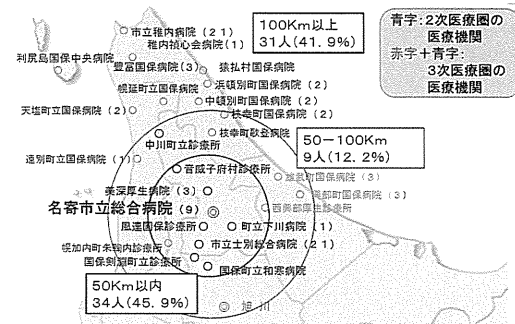 市立稚内病院(21)
稚内禎心会病院(1)
利尻島国保中央病院
豊富国保病院(3)
猿払村国保病院
浜頓別町国保病院(2)
幌延町立国保病院
中頓別町国保病院(2)
天塩町立国保病院(2)
枝幸町国保病院(2)
枝幸町歌登病院
中川町立診療所
遠別町立国保病院(1)
音威子府村診療所
雄武町国保病院(3)
美深厚生病院(3)
興部町国保病院(3)
名寄市立総合病院(9)
西興部厚生診療所
風連国保診療所
町立下川病院(1)
幌加内町朱鞠内診療所
市立士別総合病院(21)
国保剣淵町立診療所
国保町立和寒病院
旭川
100Km以上
31人(41.9%)
50-100Km
9人(12.2%)
50Km以内
34人(45.9%)
青字:2次医療圏の
医療機関
赤字+青字:
3次医療圏の
医療機関